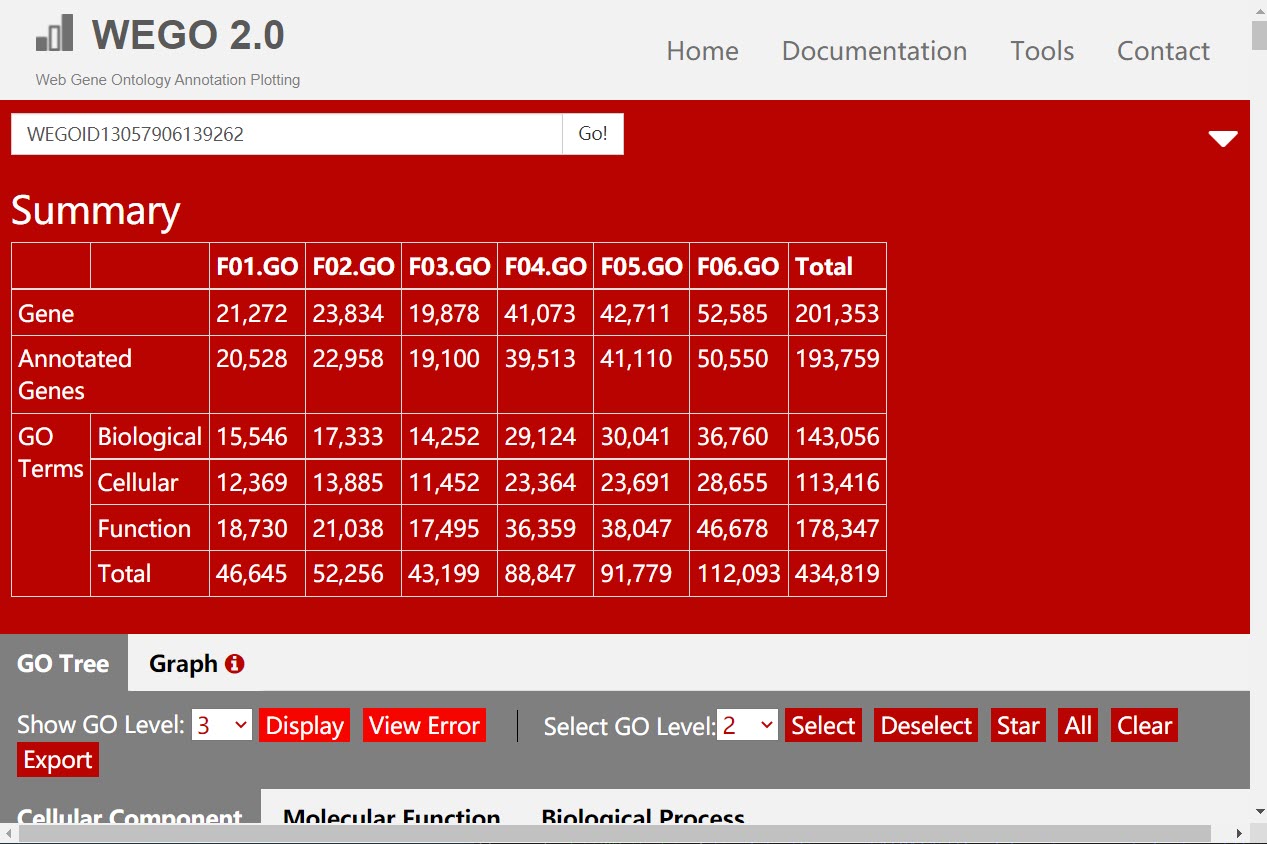 WEGO 2.0
Web Gene Ontology Annotation Plotting
Home Documentation Tools Contact
WEGOID13057906139262 Go!
Summary
F01.GO F02.GO F03.GO F04.GO F05.GO F06.GO Total
Gene 21,272 23,834 19,878 41,073 42,711 52,585 201,353
Annotated Genes 20,528 22,958 19,100 39,513 41,110 50,550 193,759
GO Terms Biological 15,546 17,333 14,252 29,124 30,041 36,760 143,056
Cellular 12,369 13,885 11,452 23,364 23,691 28,655 113,416
Function 18,730 21,038 17,495 36,359 38,047 46,678 178,347
Total 46,645 52,256 43,199 88,847 91,779 112,093 434,819
GO Tree Graph
Show GO Level: 3 Display View Error Select GO Level: 2 Select Deselect Star All Clear
Export
Cellular Component Molecular Function Biological Process